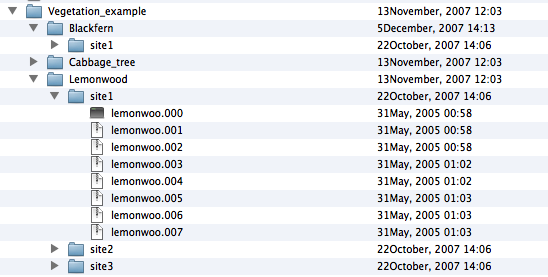 Vegetation_example 13November, 2007 12:03
Blackfern 5December, 2007 14:13
site1 22October, 2007 14:06
Cabbage_tree 13November, 2007 12:03
Lemonwood 13November, 2007 12:03
site1 22October, 2007 14:06
lemonwoo.000 31May, 2005 00:58
lemonwoo.001 31May, 2005 00:58
lemonwoo.002 31May, 2005 00:58
lemonwoo.003 31May, 2005 01:02
lemonwoo.004 31May, 2005 01:02
lemonwoo.005 31May, 2005 01:03
lemonwoo.006 31May, 2005 01:03
lemonwoo.007 31May, 2005 01:03
site2 22October, 2007 14:06
site3 22October, 2007 14:06